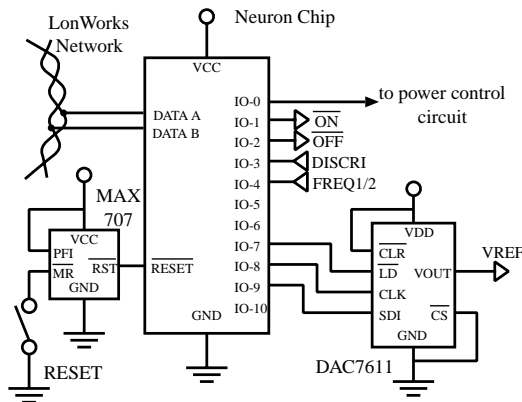 LonWorks
Network
Neuron Chip
VCC
DATA A
DATA B
IO-0
IO-1
IO-2
IO-3
IO-4
IO-5
IO-6
IO-7
IO-8
IO-9
IO-10
RESET
GND
to power control
circuit
ON
OFF
DISCRI
FREQ1/2
MAX
707
VCC
PFI
MR
RST
GND
RESET
VDD
CLR
LD
CLK
SDI
VOUT
CS
GND
VREF
DAC7611